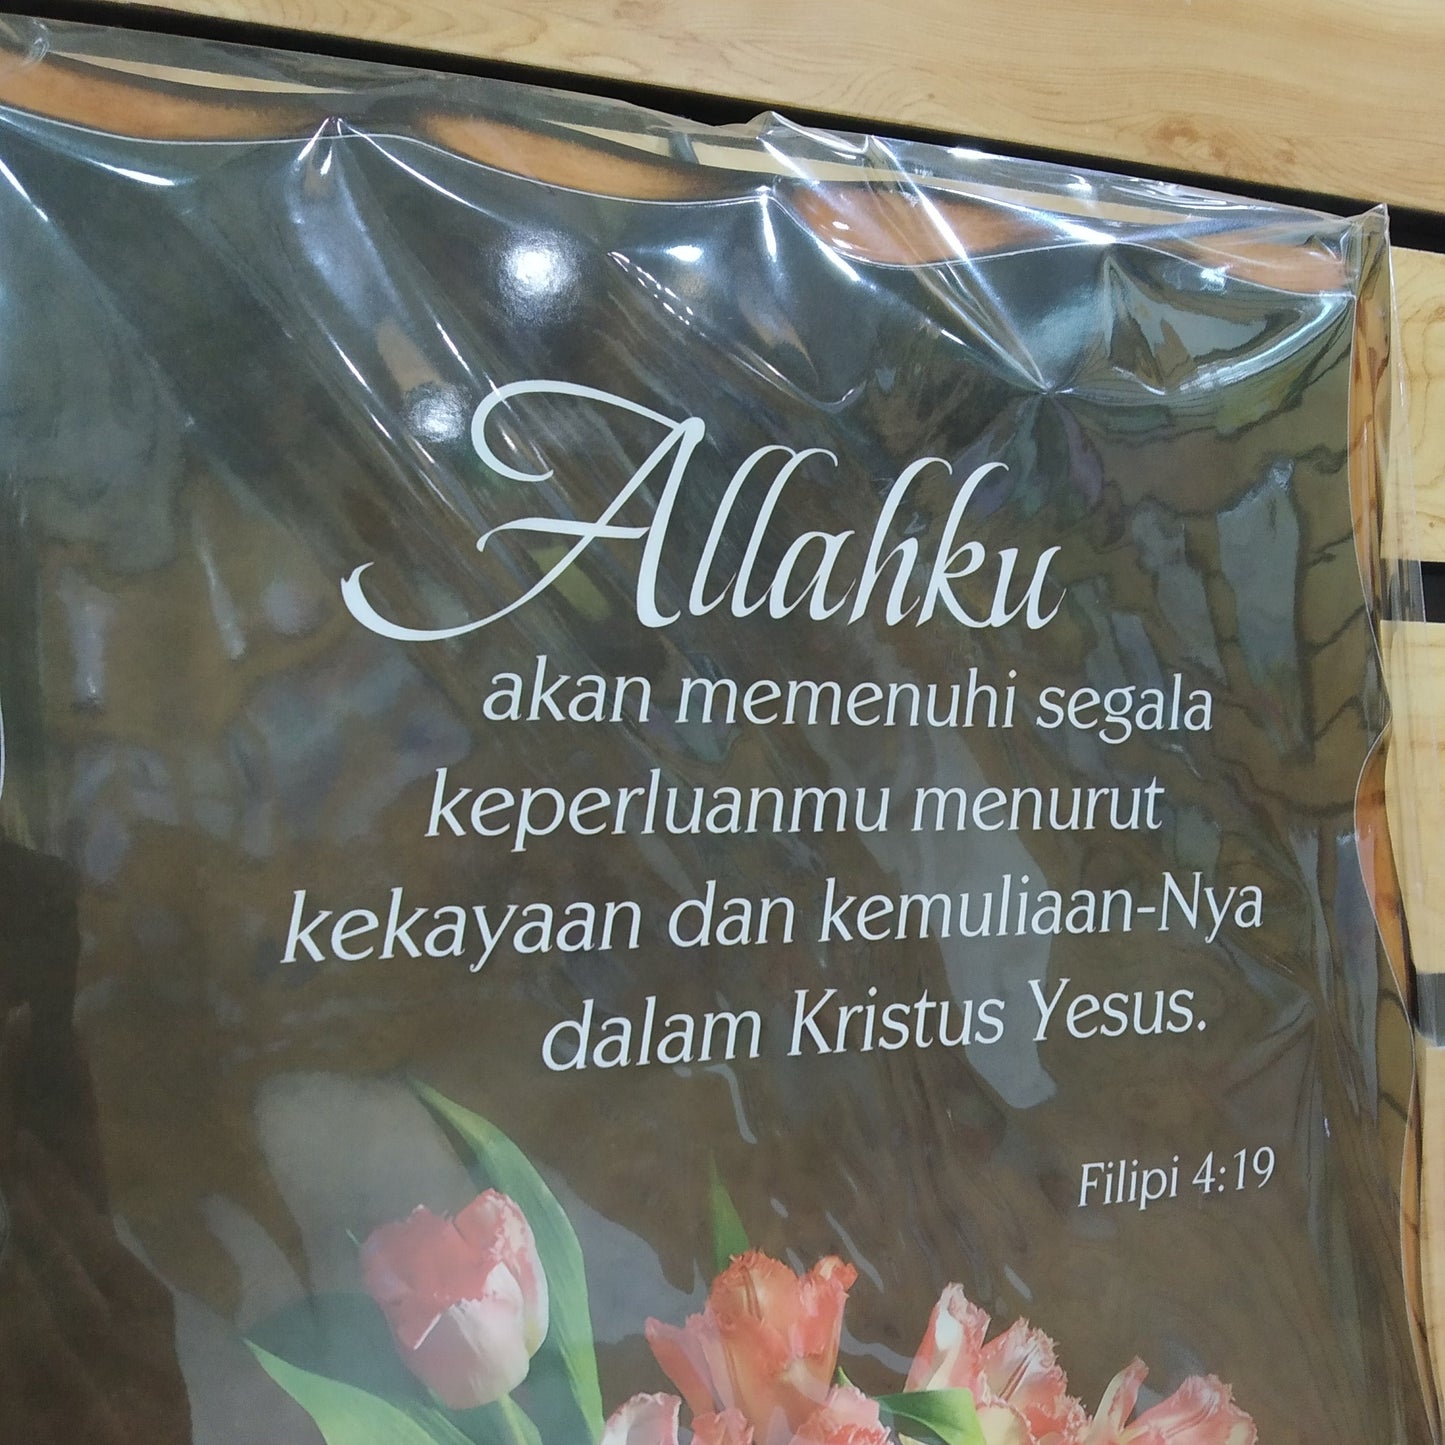 Allahku
akan memenuhi segala
keperluanmu menurut
kekayaan dan kemuliaan-Nya
dalam Kristus Yesus.
Filipi 4:19